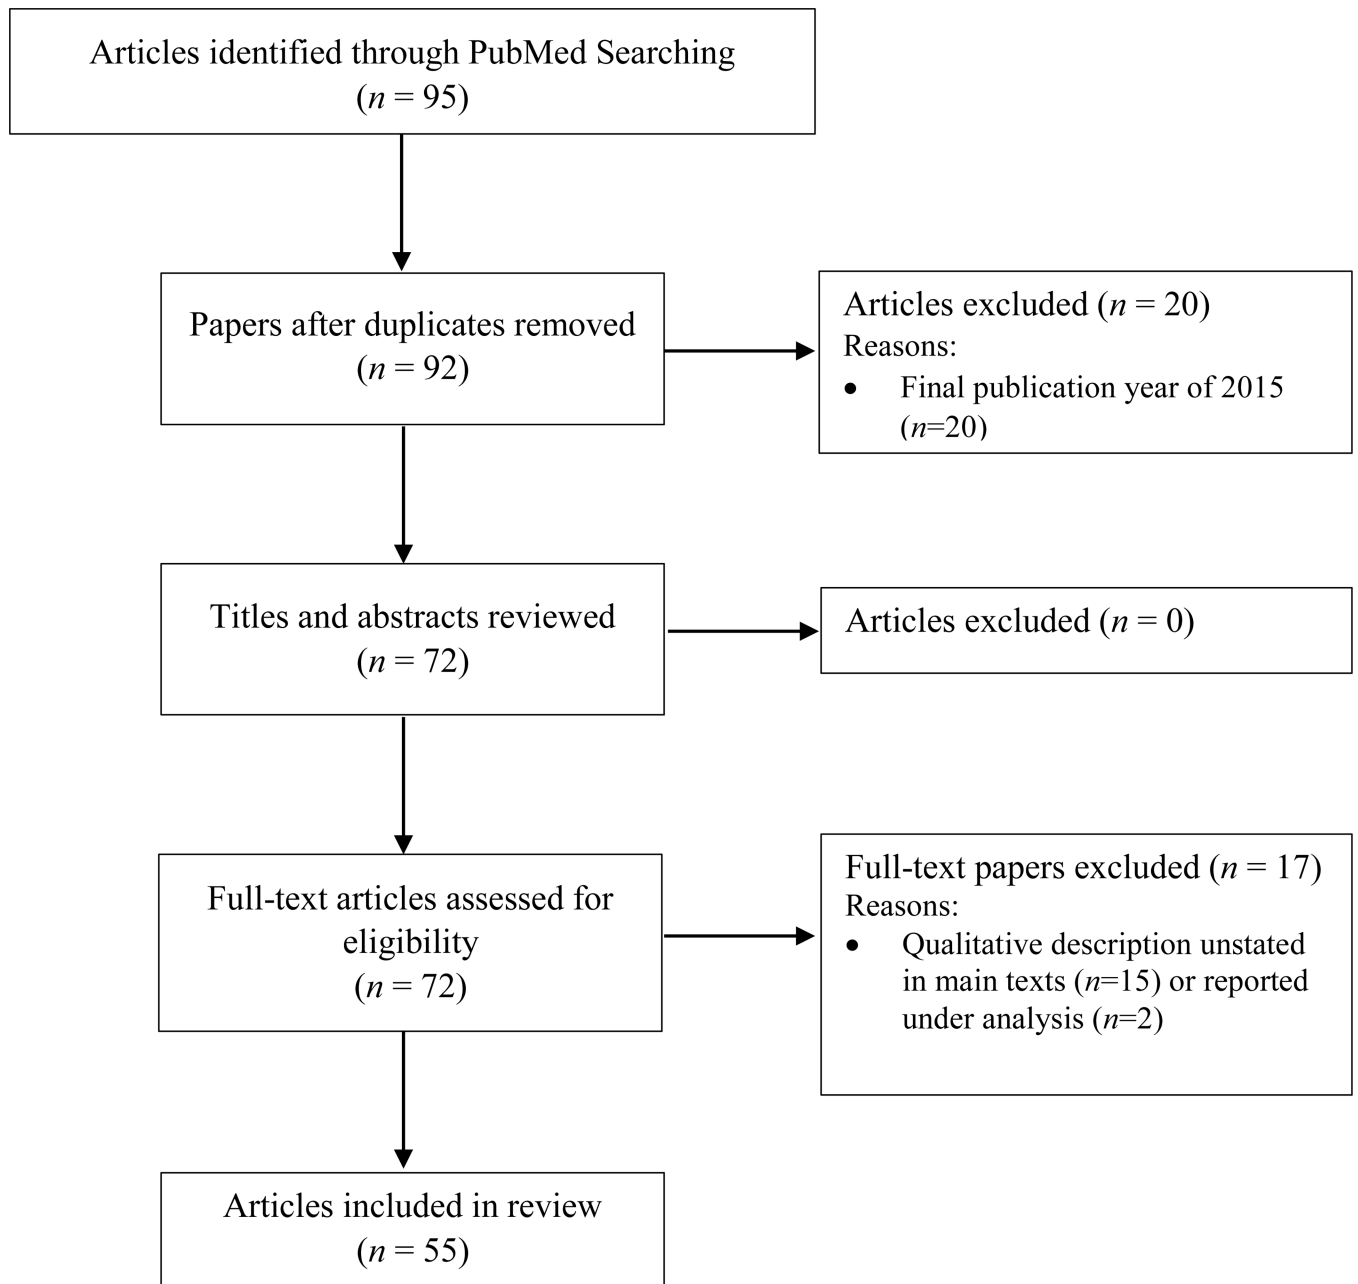 Articles identified through PubMed Searching
(n = 95)
Papers after duplicates removed
(n = 92)
Articles excluded (n = 20)
Reasons:
• Final publication year of 2015
(n=20)
Titles and abstracts reviewed
(n = 72)
Articles excluded (n = 0)
Full-text articles assessed for
eligibility
(n = 72)
Full-text papers excluded (n = 17)
Reasons:
• Qualitative description unstated
in main texts (n=15) or reported
under analysis (n=2)
Articles included in review
(n = 55)